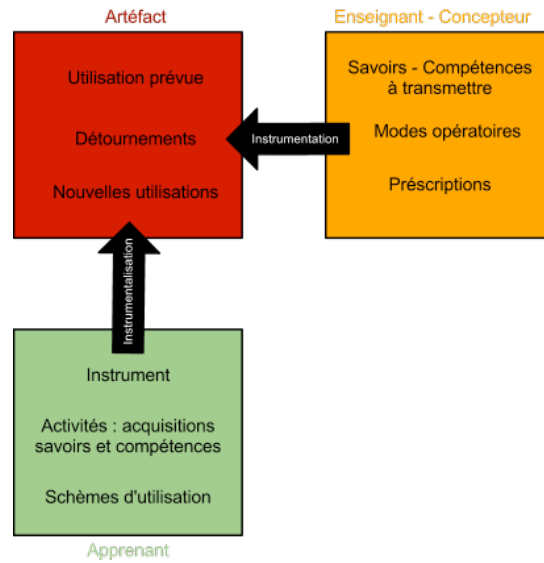 Artéfact
Utilisation prévue
Détournements
Nouvelles utilisations
Enseignant - Concepteur
Savoirs - Compétences
à transmettre
Modes opératoires
Préscriptions
Instrumentation
Instrumentalisation
Instrument
Activités : acquisitions
savoirs et compétences
Schèmes d'utilisation
Apprenant